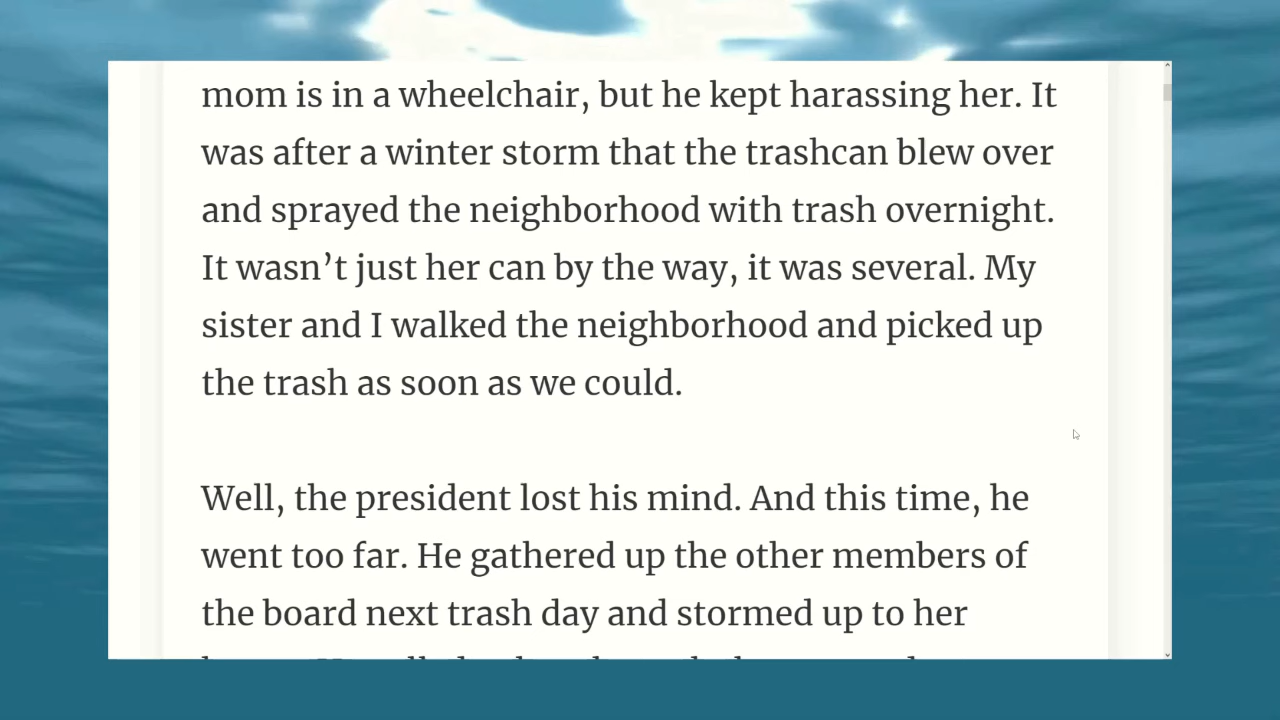 mom is in a wheelchair, but he kept harassing her. It
was after a winter storm that the trashcan blew over
and sprayed the neighborhood with trash overnight.
It wasn’t just her can by the way, it was several. My
sister and I walked the neighborhood and picked up
the trash as soon as we could.
Well, the president lost his mind. And this time, he
went too far. He gathered up the other members of
the board next trash day and stormed up to her